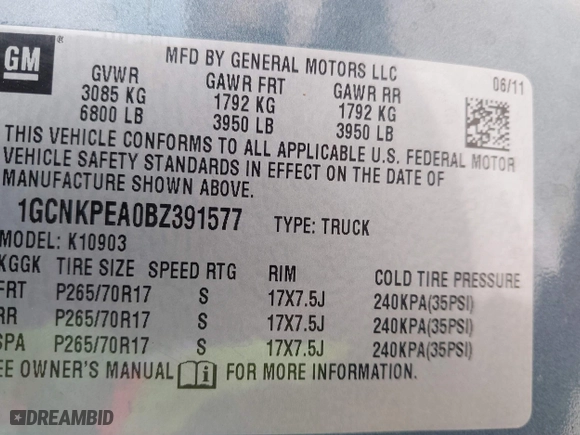 GM ®
MFD BY GENERAL MOTORS LLC
GVWR GAWR FRT GAWR RR 06/11
3085 KG 1792 KG 1792 KG
6800 LB 3950 LB 3950 LB
THIS VEHICLE CONFORMS TO ALL APPLICABLE U.S. FEDERAL MOTOR
VEHICLE SAFETY STANDARDS IN EFFECT ON THE DATE OF
MANUFACTURE SHOWN ABOVE.
1GCNKPEA0BZ391577 TYPE: TRUCK
MODEL: K10903
KGGK TIRE SIZE SPEED RTG RIM COLD TIRE PRESSURE
FRT P265/70R17 S 17X7.5J 240KPA(35PSI)
RR P265/70R17 S 17X7.5J 240KPA(35PSI)
SPA P265/70R17 S 17X7.5J 240KPA(35PSI)
EE OWNER'S MANUAL i FOR MORE INFORMATION.
DREAMBID